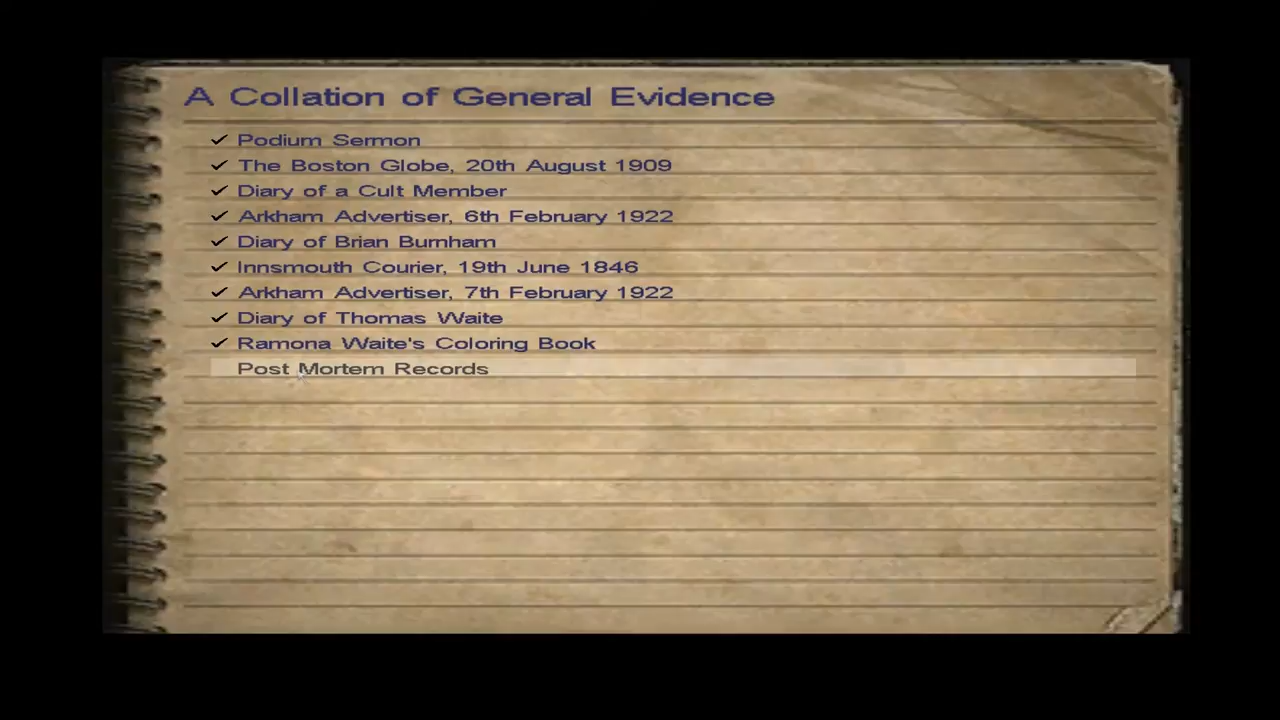 A Collation of General Evidence
Podium Sermon
The Boston Globe, 20th August 1909
Diary of a Cult Member
Arkham Advertiser, 6th February 1922
Diary of Brian Burnham
Innsmouth Courier, 19th June 1846
Arkham Advertiser, 7th February 1922
Diary of Thomas Waite
Ramona Waite's Coloring Book
Post Mortem Records